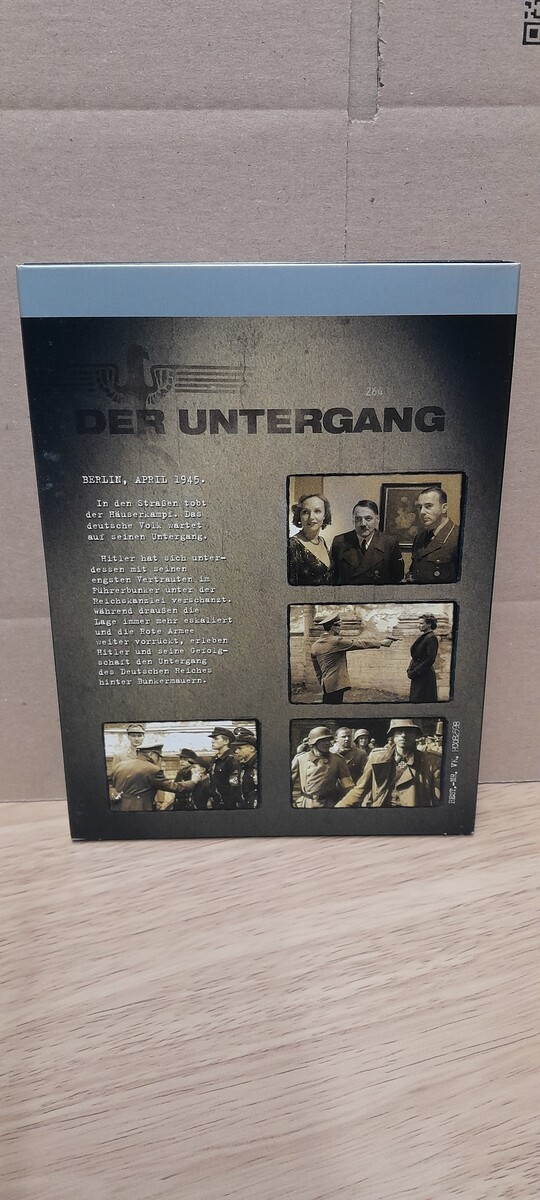 264
DER UNTERGANG
BERLIN, APRIL 1945.
In den Straßen tobt
der Häuserkampf. Das
deutsche Volk wartet
auf seinen Untergang.
Hitler hat sich unter-
dessen mit seinen
engsten Vertrauten im
Führerbunker unter der
Reichskanzlei verschanzt.
Während draußen die
Lage immer mehr eskaliert
und die Rote Armee
weiter vorrückt, erleben
Hitler und seine Gefolg-
schaft den Untergang
des Deutschen Reiches
hinter Bunkermauern.
BEST.-NR. VV.